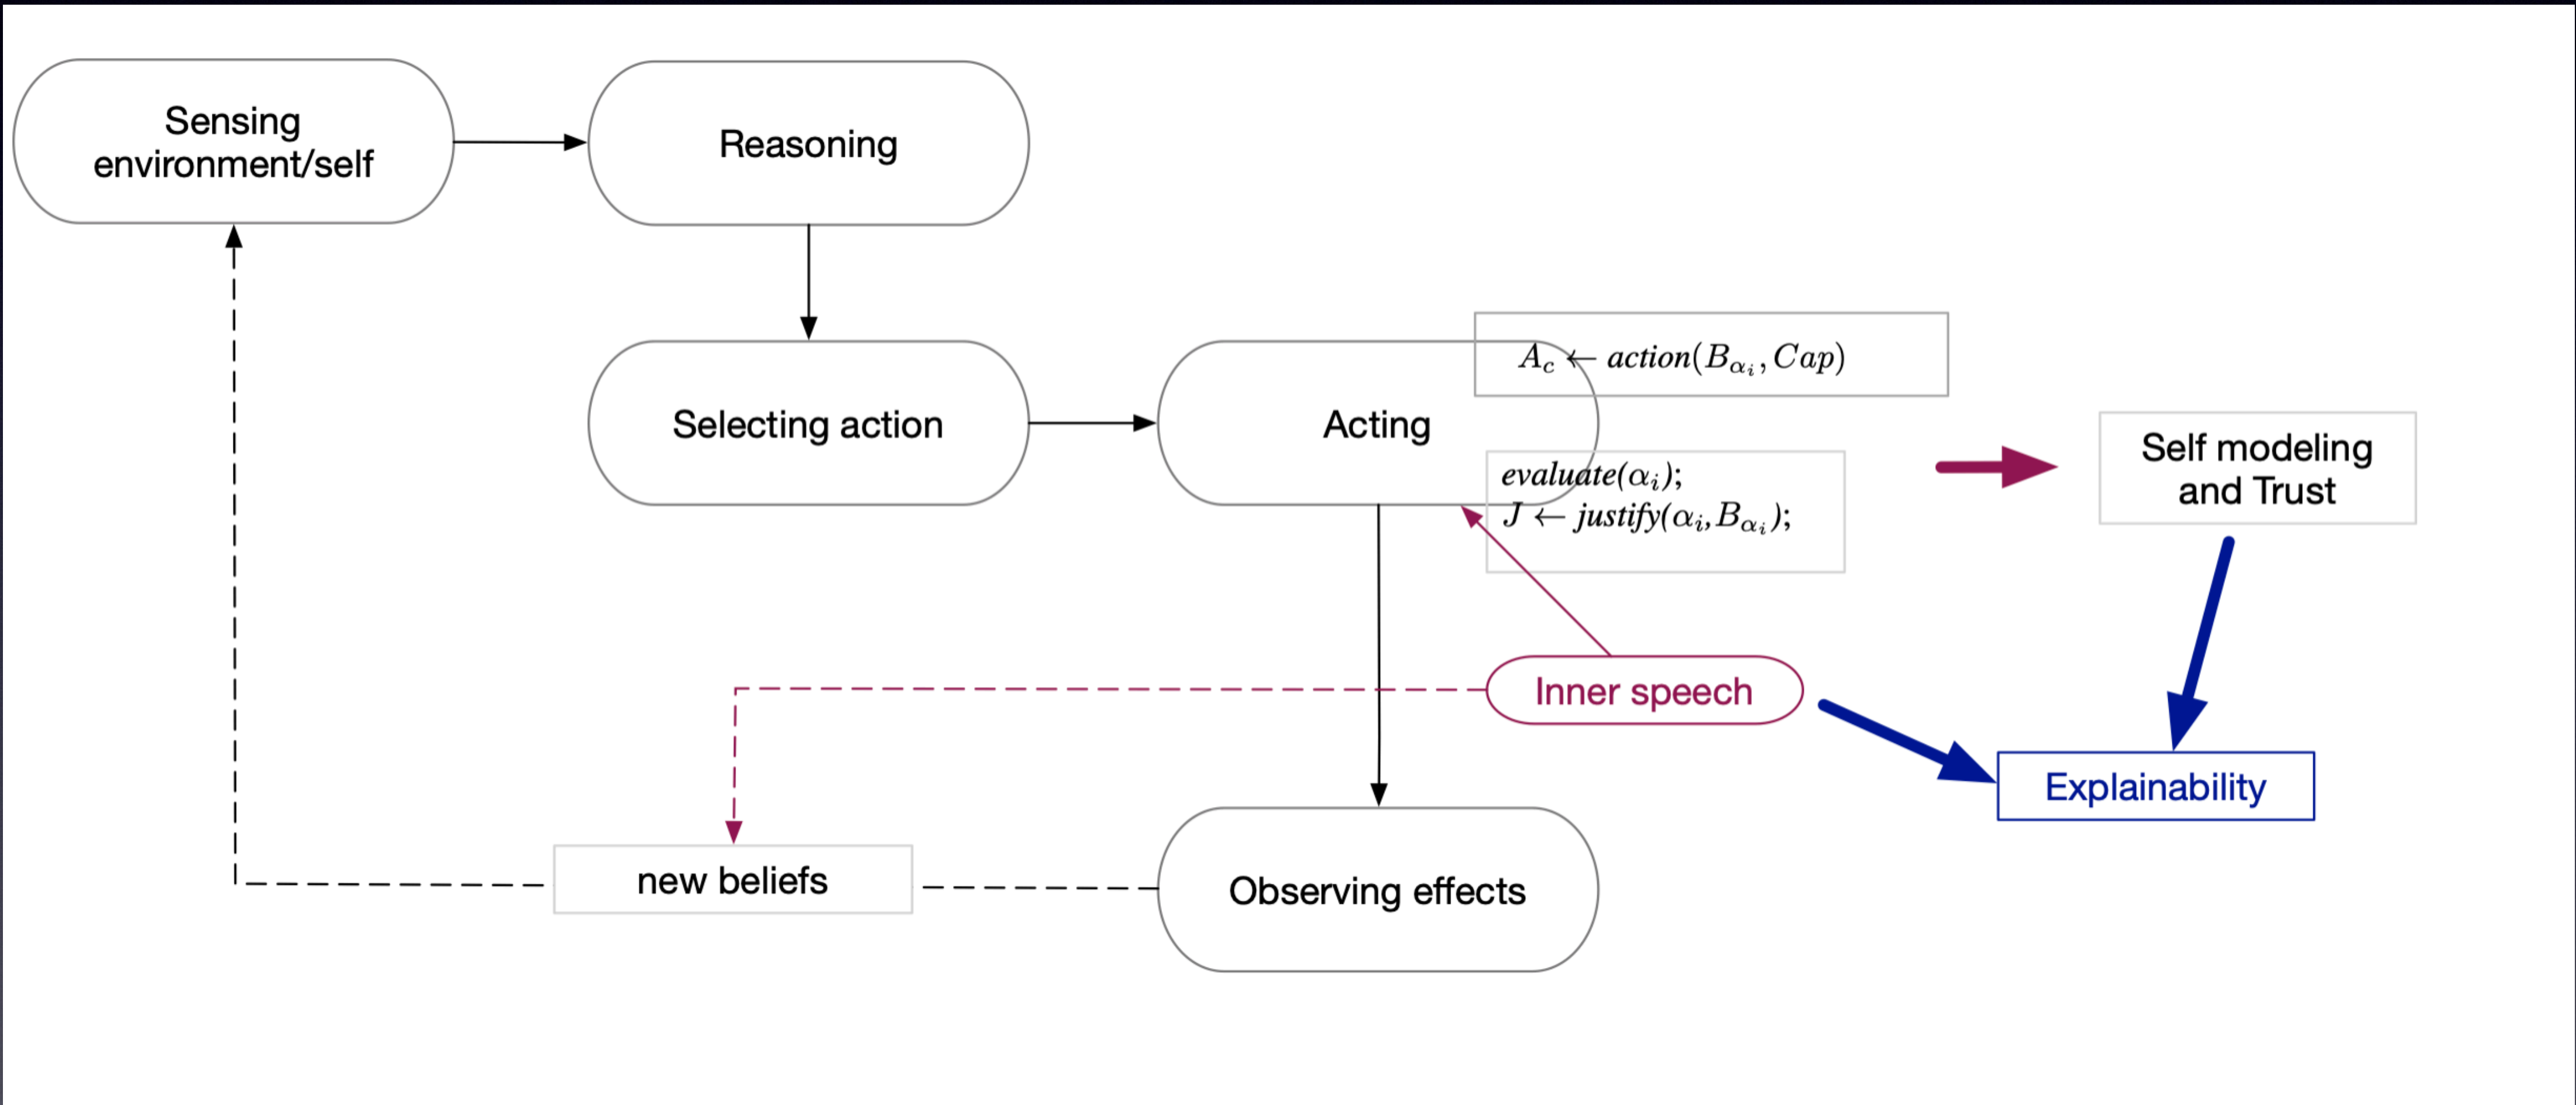 Sensing
environment/self
Reasoning
Selecting action
Acting
A_c ← action(B_{α_i}, Cap)
evaluate(α_i);
J ← justify(α_i, B_{α_i});
Self modeling
and Trust
Inner speech
Explainability
new beliefs
Observing effects